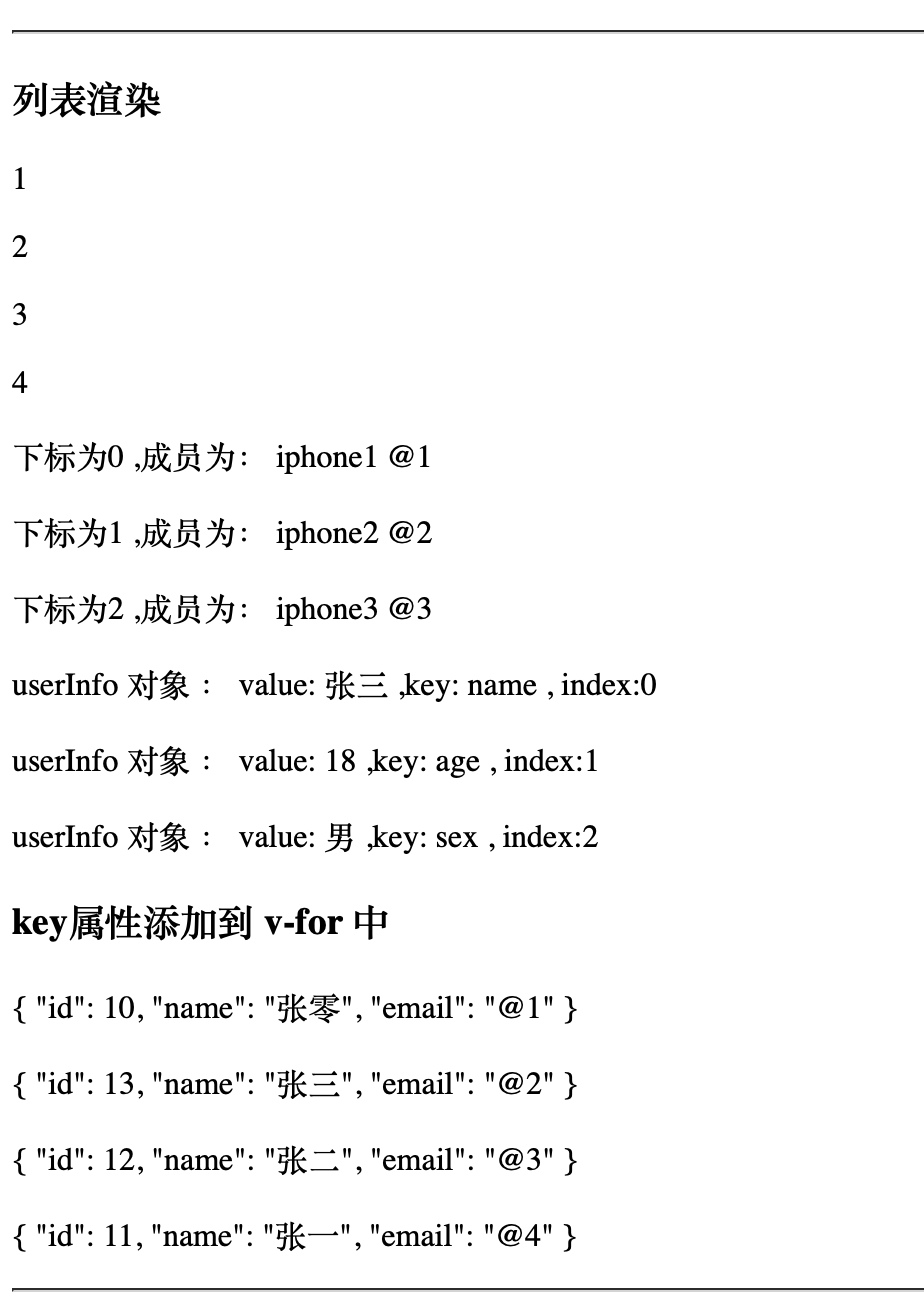 列表渲染
1
2
3
4
下标为0 ,成员为： iphone1 @1
下标为1 ,成员为： iphone2 @2
下标为2 ,成员为： iphone3 @3
userInfo 对象 ： value: 张三 ,key: name , index:0
userInfo 对象 ： value: 18 ,key: age , index:1
userInfo 对象 ： value: 男 ,key: sex , index:2
key属性添加到 v-for 中
{ "id": 10, "name": "张零", "email": "@1" }
{ "id": 13, "name": "张三", "email": "@2" }
{ "id": 12, "name": "张二", "email": "@3" }
{ "id": 11, "name": "张一", "email": "@4" }